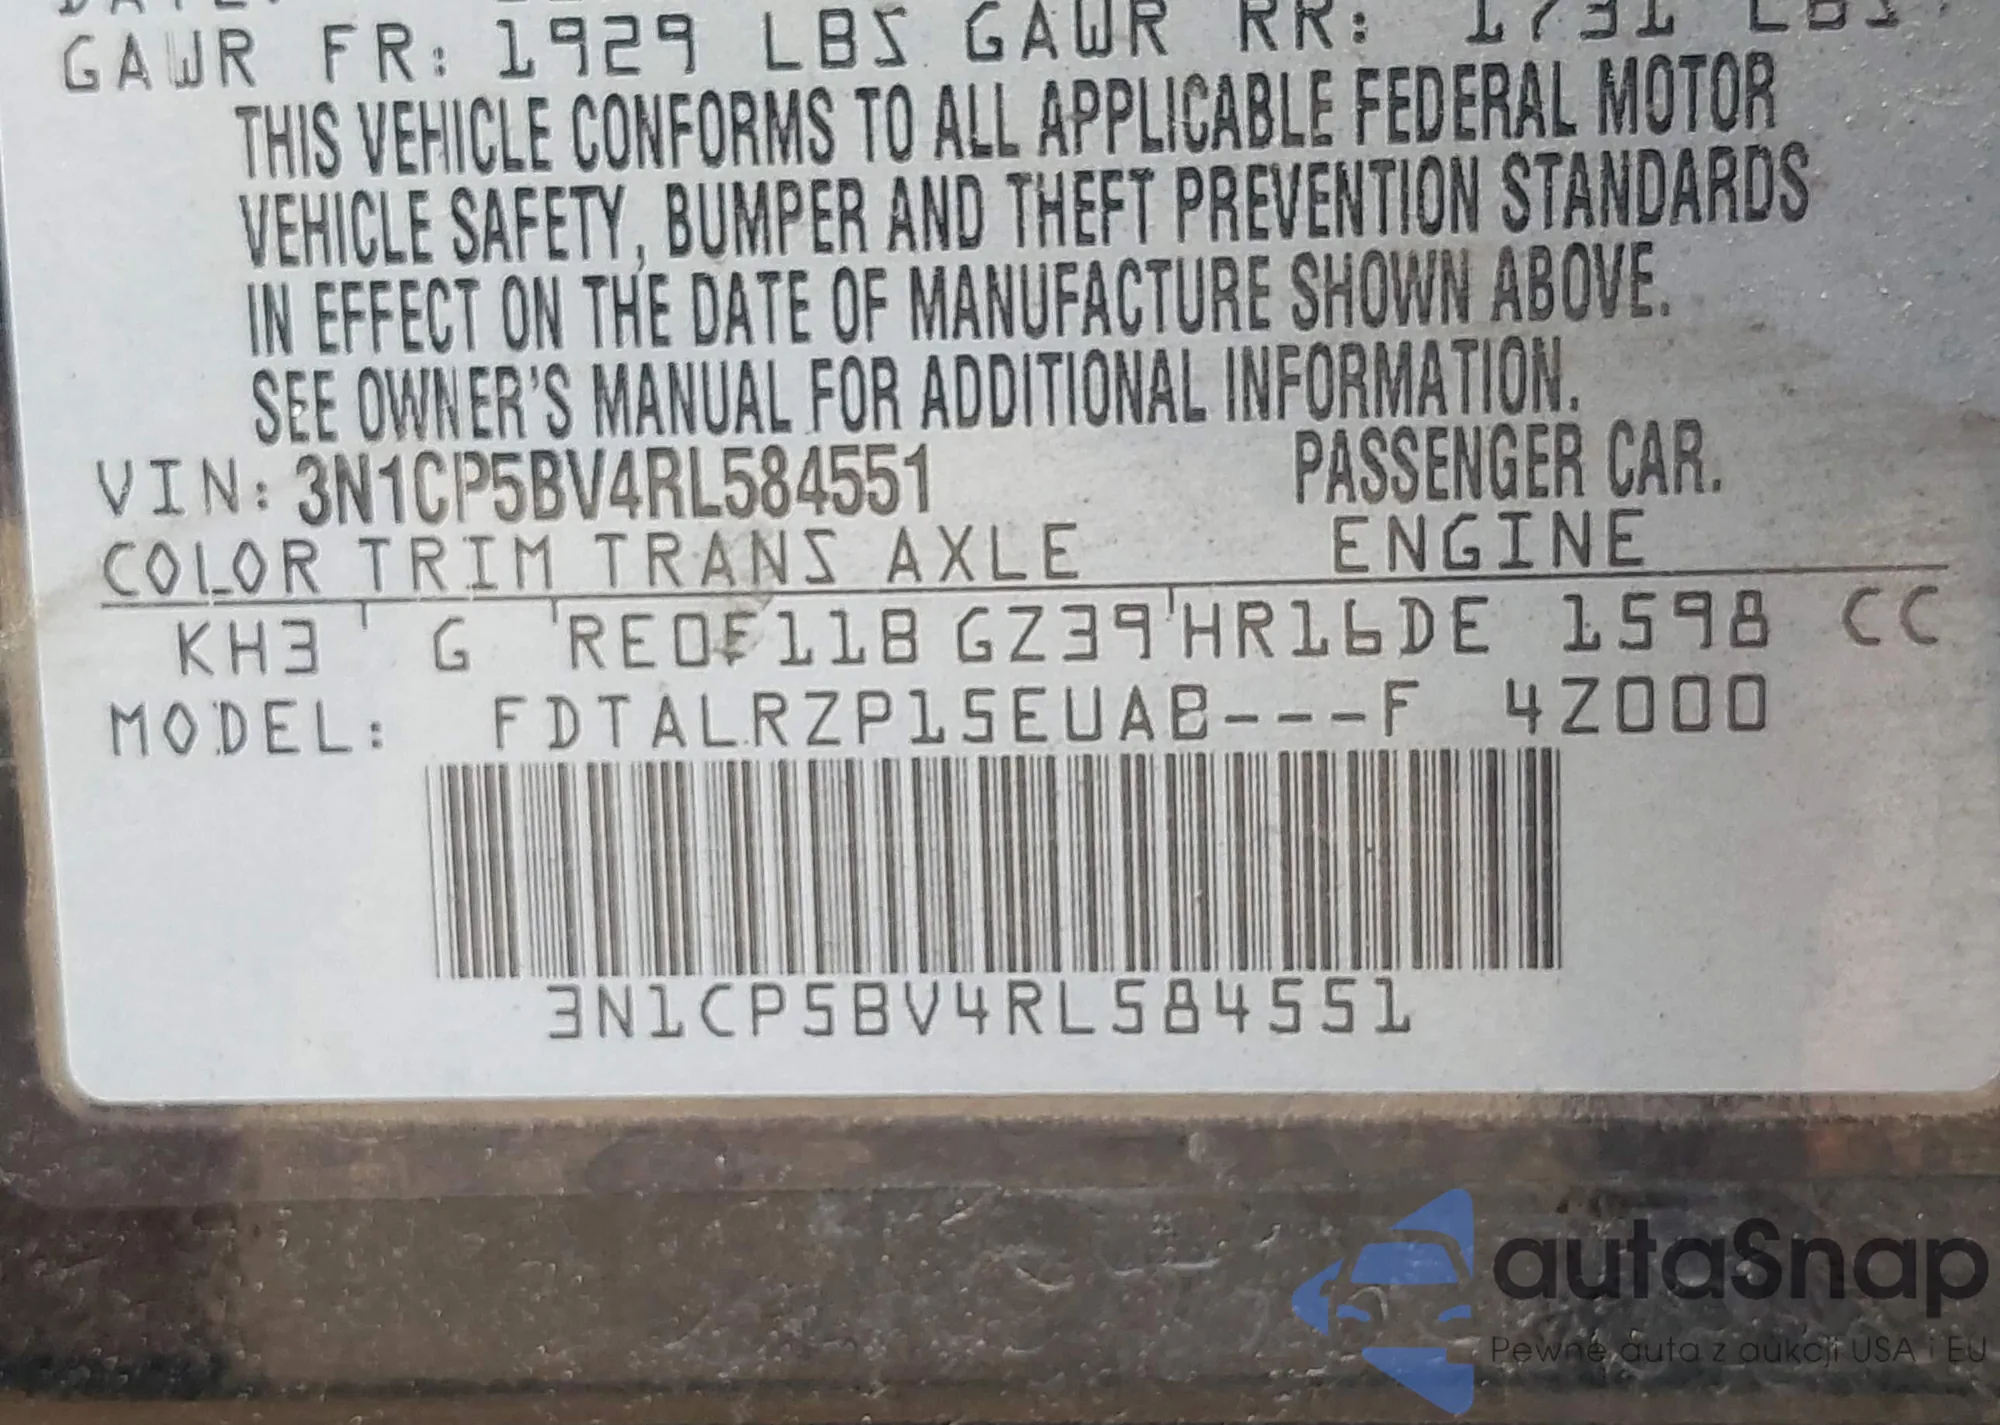 GAWR FR: 1929 LBS GAWR RR: 1731 LBS
THIS VEHICLE CONFORMS TO ALL APPLICABLE FEDERAL MOTOR
VEHICLE SAFETY, BUMPER AND THEFT PREVENTION STANDARDS
IN EFFECT ON THE DATE OF MANUFACTURE SHOWN ABOVE.
SEE OWNER'S MANUAL FOR ADDITIONAL INFORMATION.
VIN: 3N1CP5BV4RL584551 PASSENGER CAR.
COLOR TRIM TRANS AXLE ENGINE
KH3 G RE0F11B GZ39 HR16DE 1598 CC
MODEL: FDTALRZP15EUAB---F 4Z000
3N1CP5BV4RL584551
autaSnap
Pewne auta z aukcji USA i EU